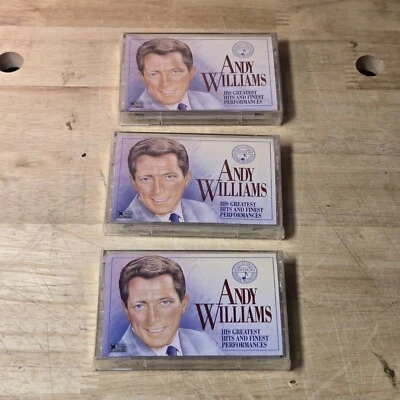 ANDY
WILLIAMS
HIS GREATEST
HITS AND FINEST
PERFORMANCES
ANDY
WILLIAMS
HIS GREATEST
HITS AND FINEST
PERFORMANCES
ANDY
WILLIAMS
HIS GREATEST
HITS AND FINEST
PERFORMANCES